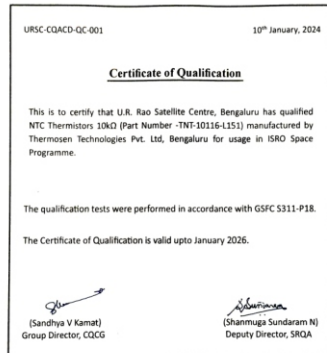 URSC-CQACD-QC-001 10th January, 2024
Certificate of Qualification
This is to certify that U.R. Rao Satellite Centre, Bengaluru has qualified
NTC Thermistors 10kΩ (Part Number -TNT-10116-L151) manufactured by
Thermosen Technologies Pvt. Ltd, Bengaluru for usage in ISRO Space
Programme.
The qualification tests were performed in accordance with GSFC S311-P18.
The Certificate of Qualification is valid upto January 2026.
(Sandhya V Kamat) (Shanmuga Sundaram N)
Group Director, CQCG Deputy Director, SRQA